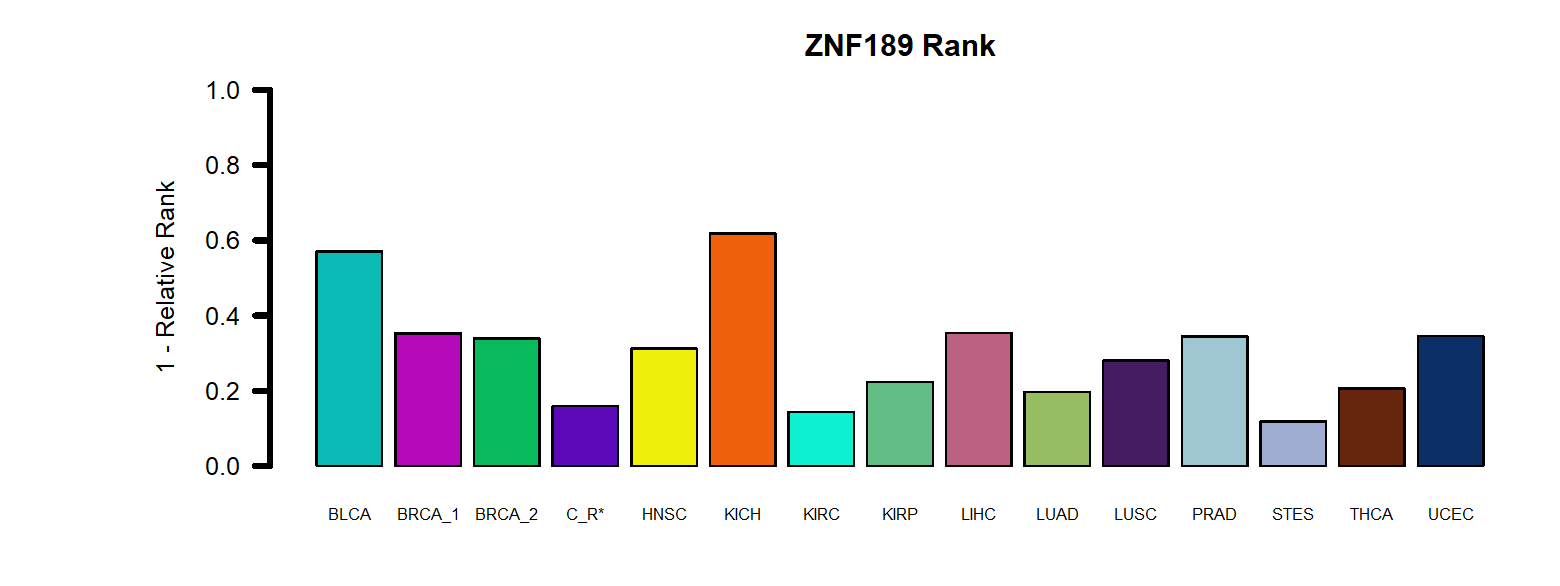 ZNF189 Rank
1 - Relative Rank
1.0
0.8
0.6
0.4
0.2
0.0
BLCA BRCA_1 BRCA_2 C_R* HNSC KICH KIRC KIRP LIHC LUAD LUSC PRAD STES THCA UCEC